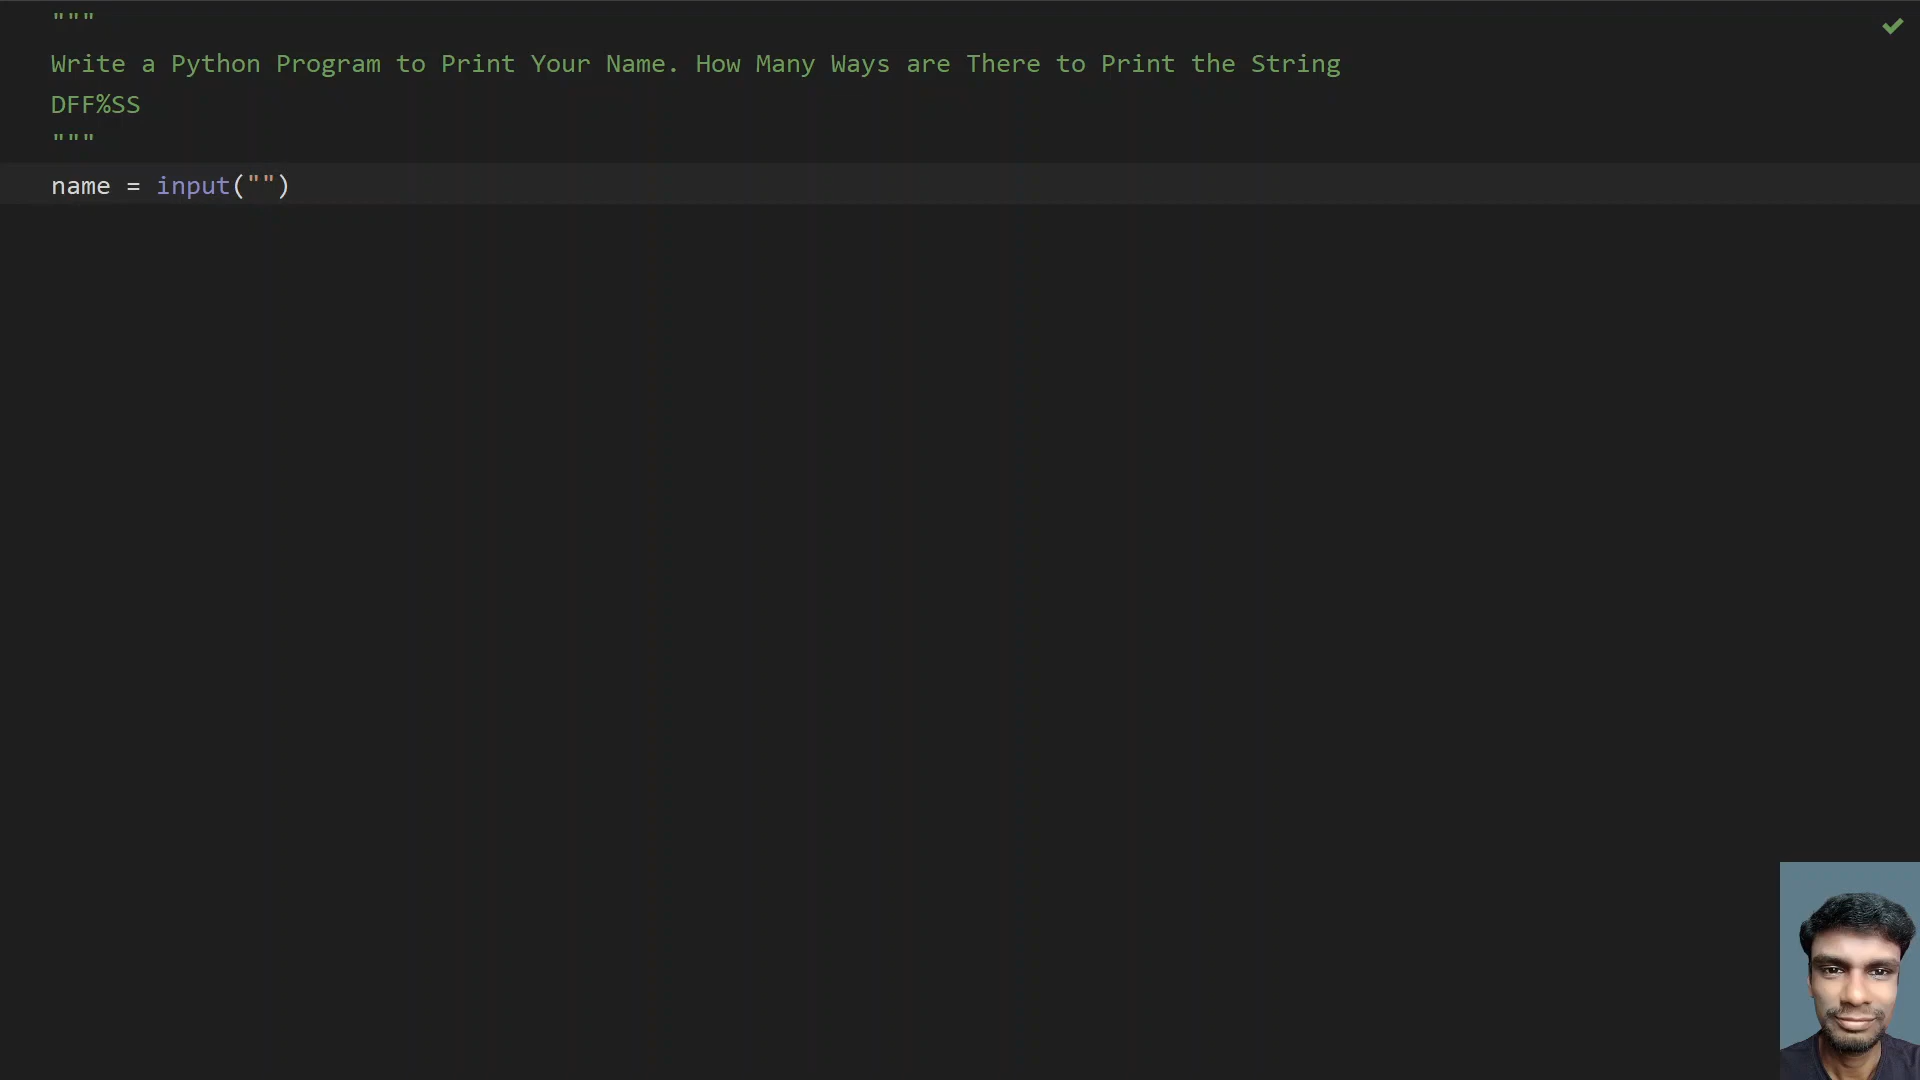 """
Write a Python Program to Print Your Name. How Many Ways are There to Print the String
DFF%SS
"""
name = input("")